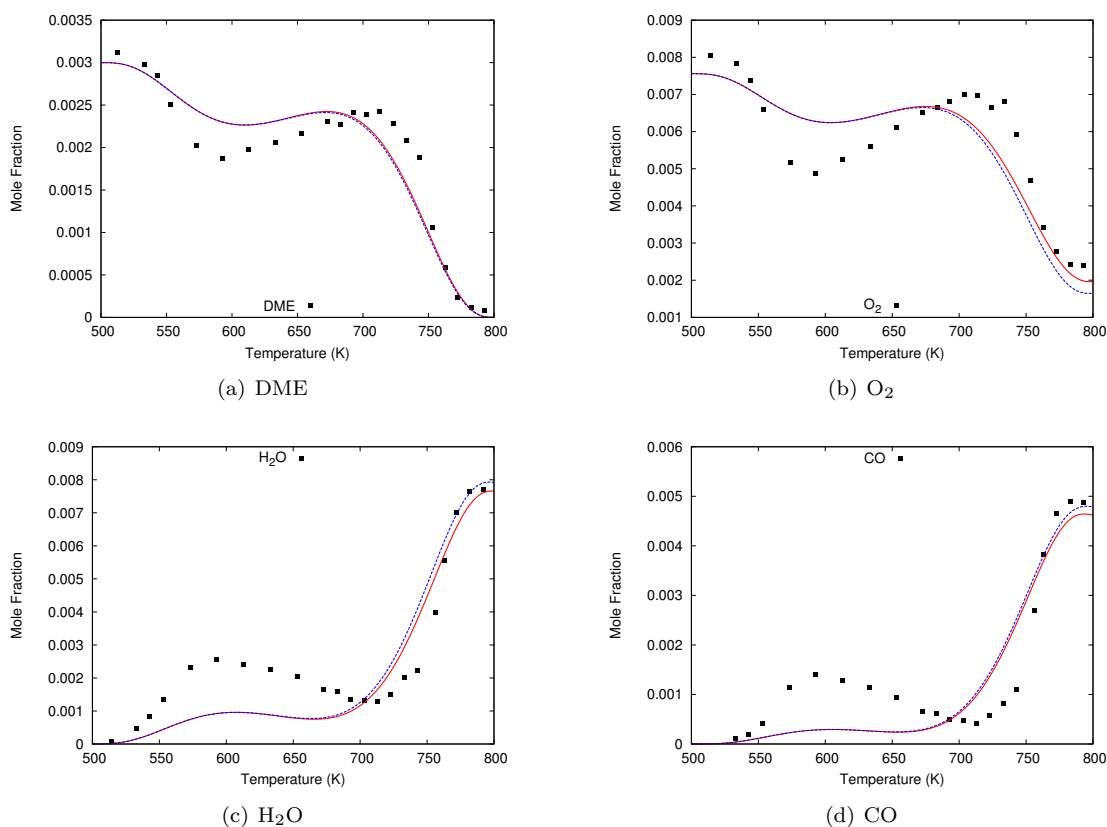 0.0035
0.003
0.0025
0.002
0.0015
0.001
0.0005
0
Mole Fraction
DME
500 550 600 650 700 750 800
Temperature (K)
(a) DME
0.009
0.008
0.007
0.006
0.005
0.004
0.003
0.002
0.001
Mole Fraction
O₂
500 550 600 650 700 750 800
Temperature (K)
(b) O₂
0.009
0.008
0.007
0.006
0.005
0.004
0.003
0.002
0.001
0
Mole Fraction
H₂O
500 550 600 650 700 750 800
Temperature (K)
(c) H₂O
0.006
0.005
0.004
0.003
0.002
0.001
0
Mole Fraction
CO
500 550 600 650 700 750 800
Temperature (K)
(d) CO